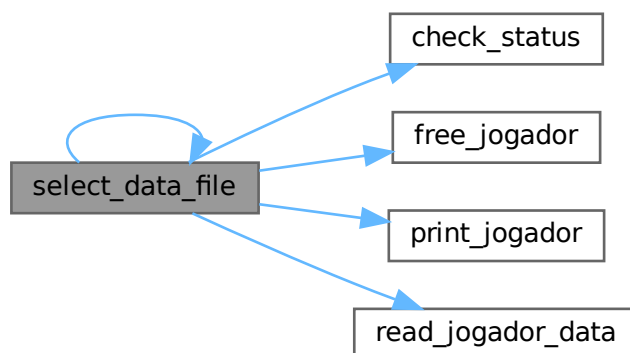 check_status
free_jogador
select_data_file
print_jogador
read_jogador_data